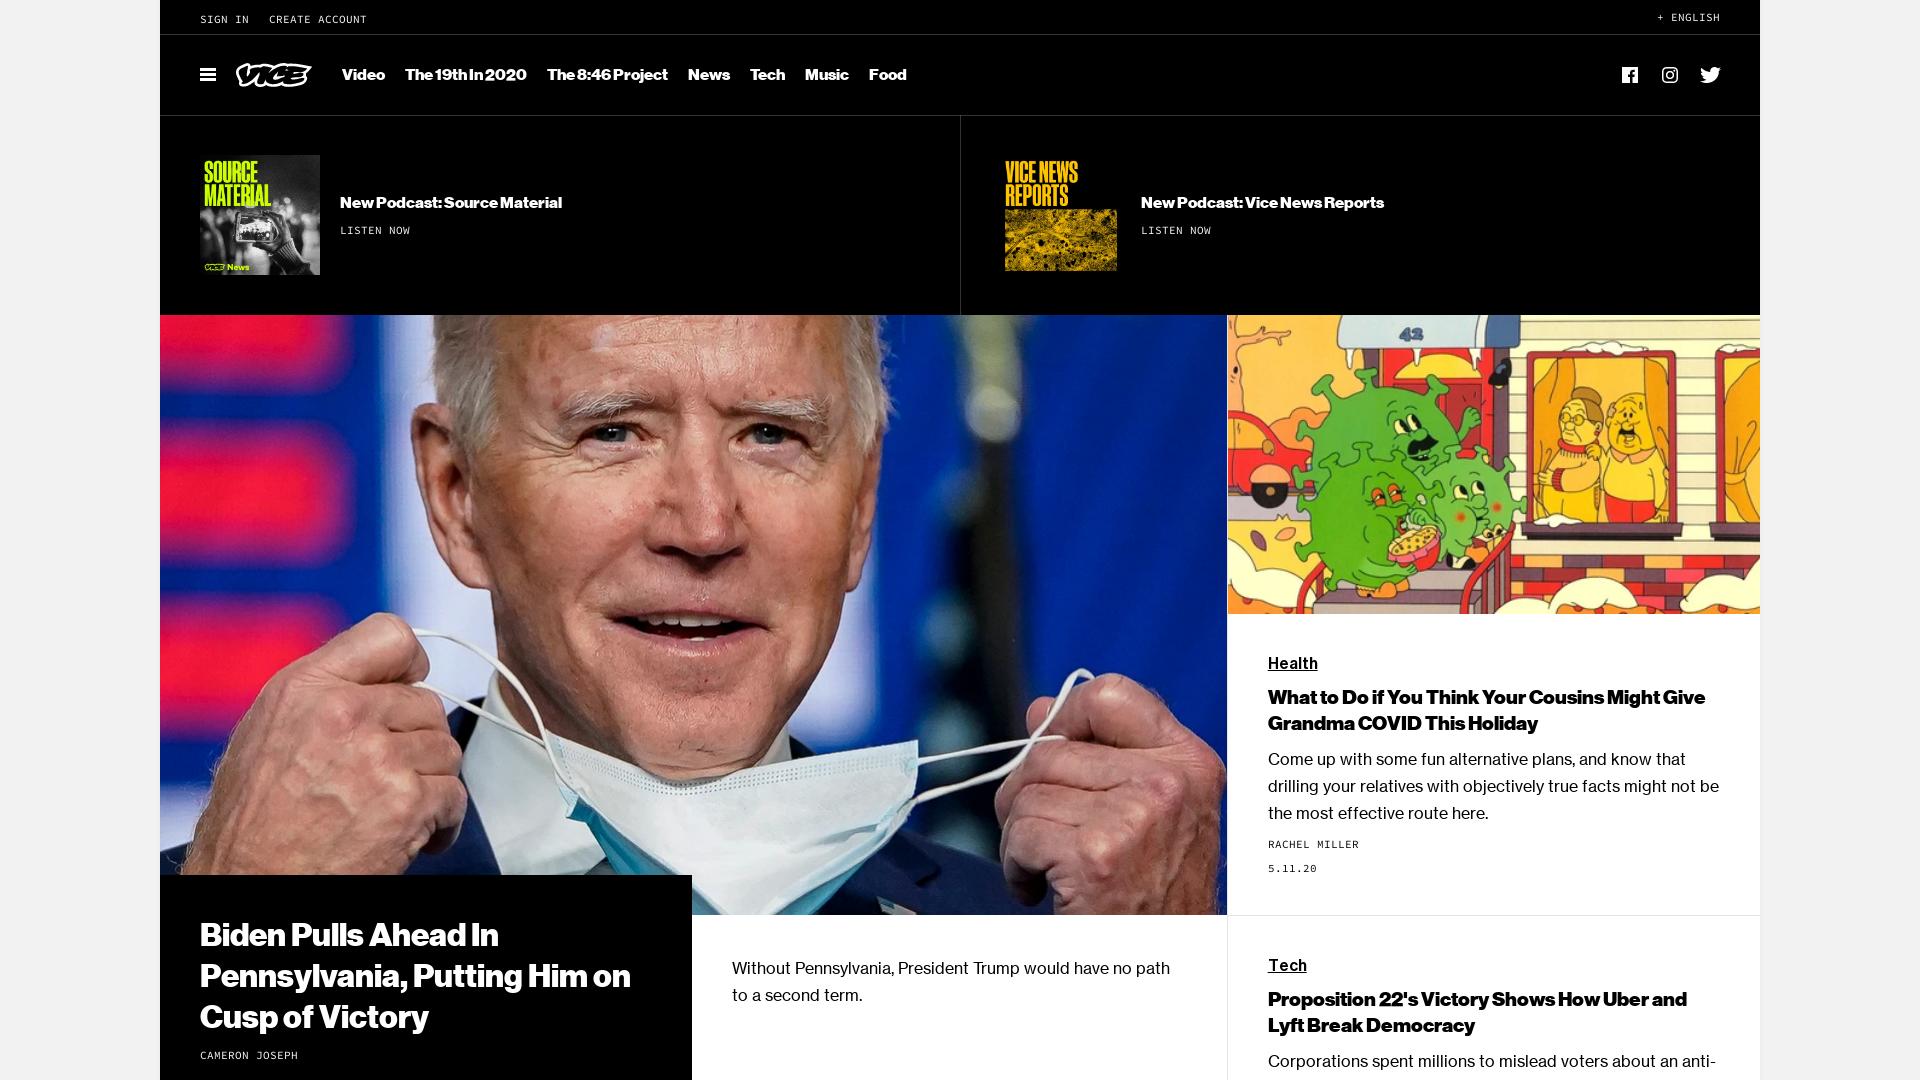 SIGN IN CREATE ACCOUNT
+ ENGLISH
VICE Video The 19th In 2020 The 8:46 Project News Tech Music Food
SOURCE
MATERIAL
VICE News
New Podcast: Source Material
LISTEN NOW
VICE NEWS
REPORTS
New Podcast: Vice News Reports
LISTEN NOW
42
Biden Pulls Ahead In
Pennsylvania, Putting Him on
Cusp of Victory
CAMERON JOSEPH
Without Pennsylvania, President Trump would have no path
to a second term.
Health
What to Do if You Think Your Cousins Might Give
Grandma COVID This Holiday
Come up with some fun alternative plans, and know that
drilling your relatives with objectively true facts might not be
the most effective route here.
RACHEL MILLER
5.11.20
Tech
Proposition 22's Victory Shows How Uber and
Lyft Break Democracy
Corporations spent millions to mislead voters about an anti-